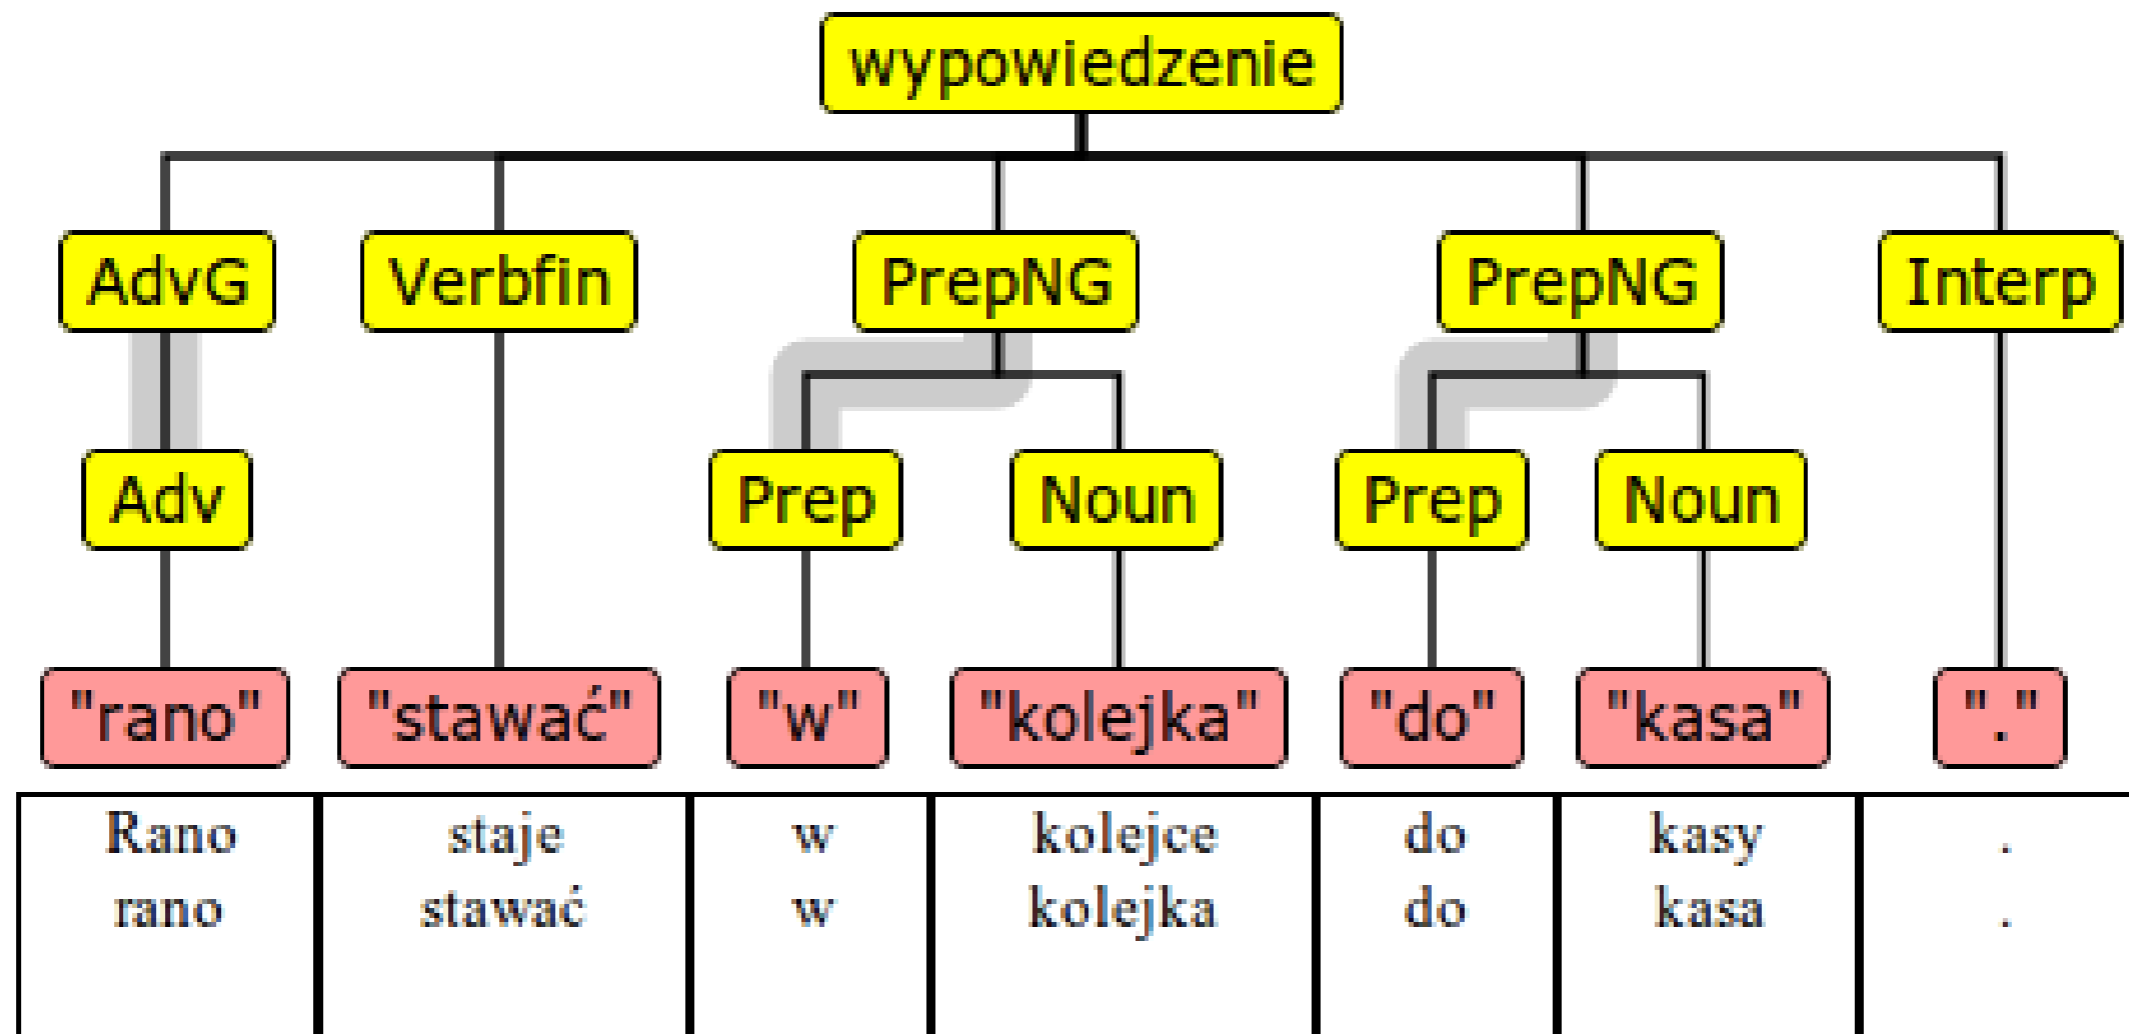 wypowiedzenie
AdvG Verbfin PrepNG PrepNG Interp
Adv Prep Noun Prep Noun
"rano" "stawać" "w" "kolejka" "do" "kasa" "."
Rano staje w kolejce do kasy .
rano stawać w kolejka do kasa .